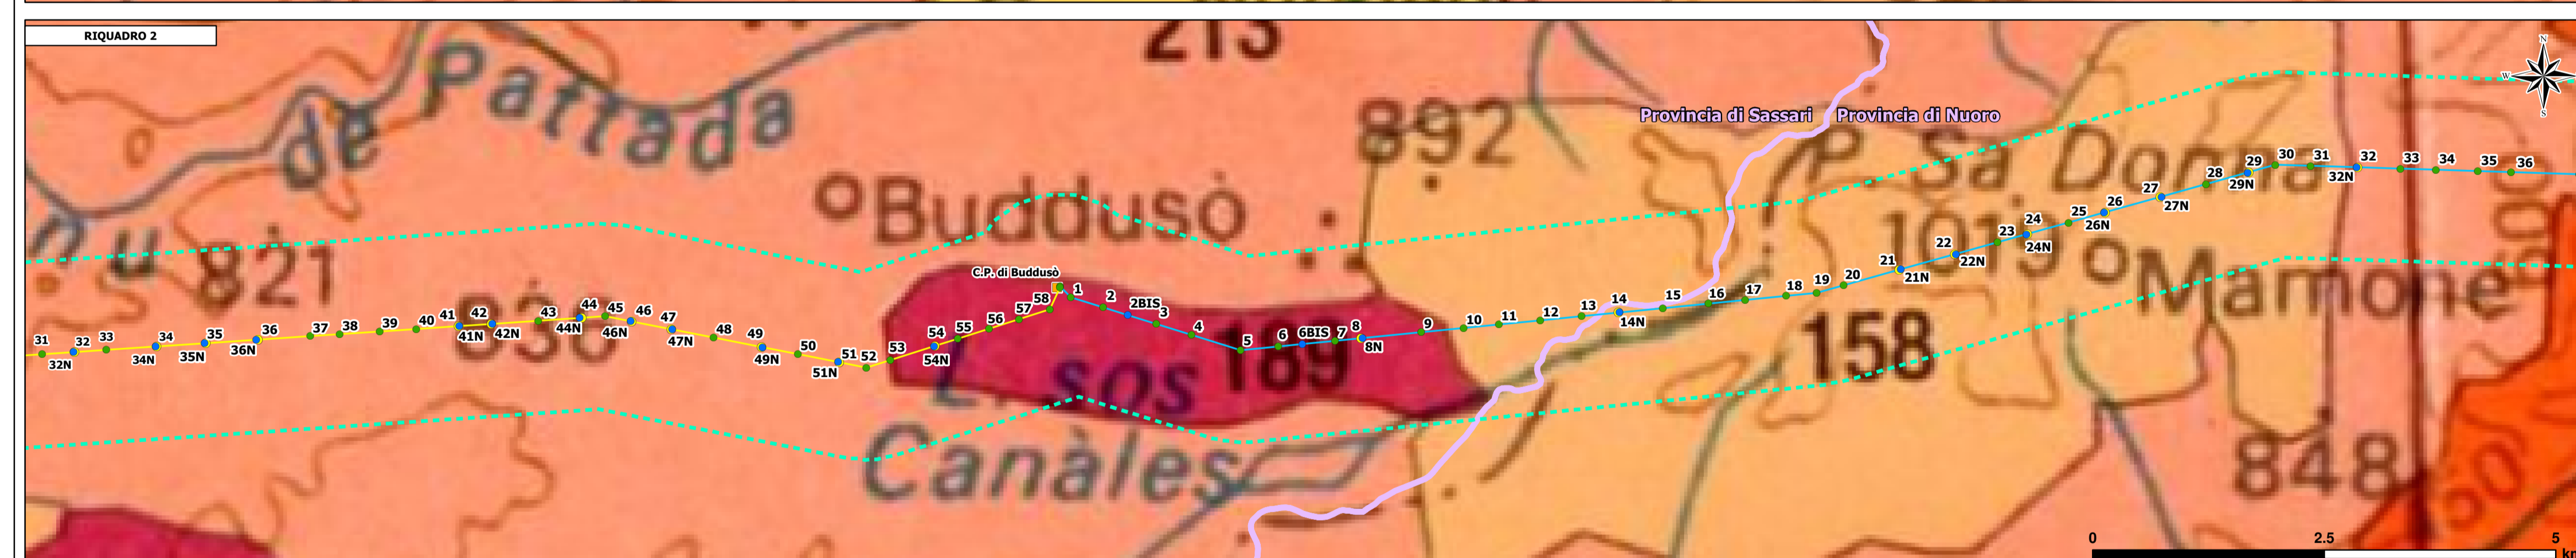 RIQUADRO 2
213
de Pattada
nu
821
830
Buddusò
892
Provincia di Sassari
Provincia di Nuoro
P. Sa Donna
1019
Mamone
158
169
L. sos
Canàles
848
C.P. di Buddusò
31 32 33 34 35 36 37 38 39 40 41 42 43 44 45 46 47 48 49 50 51 52 53 54 55 56 57 58
32N 34N 35N 36N 41N 42N 44N 46N 47N 49N 51N 54N
1 2 2BIS 3 4 5 6 6BIS 7 8 9 10 11 12 13 14 15 16 17 18 19 20 21 22 23 24 25 26 27 28 29 30 31 32 33 34 35 36
8N 14N 21N 22N 24N 26N 27N 29N 32N
N
W
S
0 2.5 5